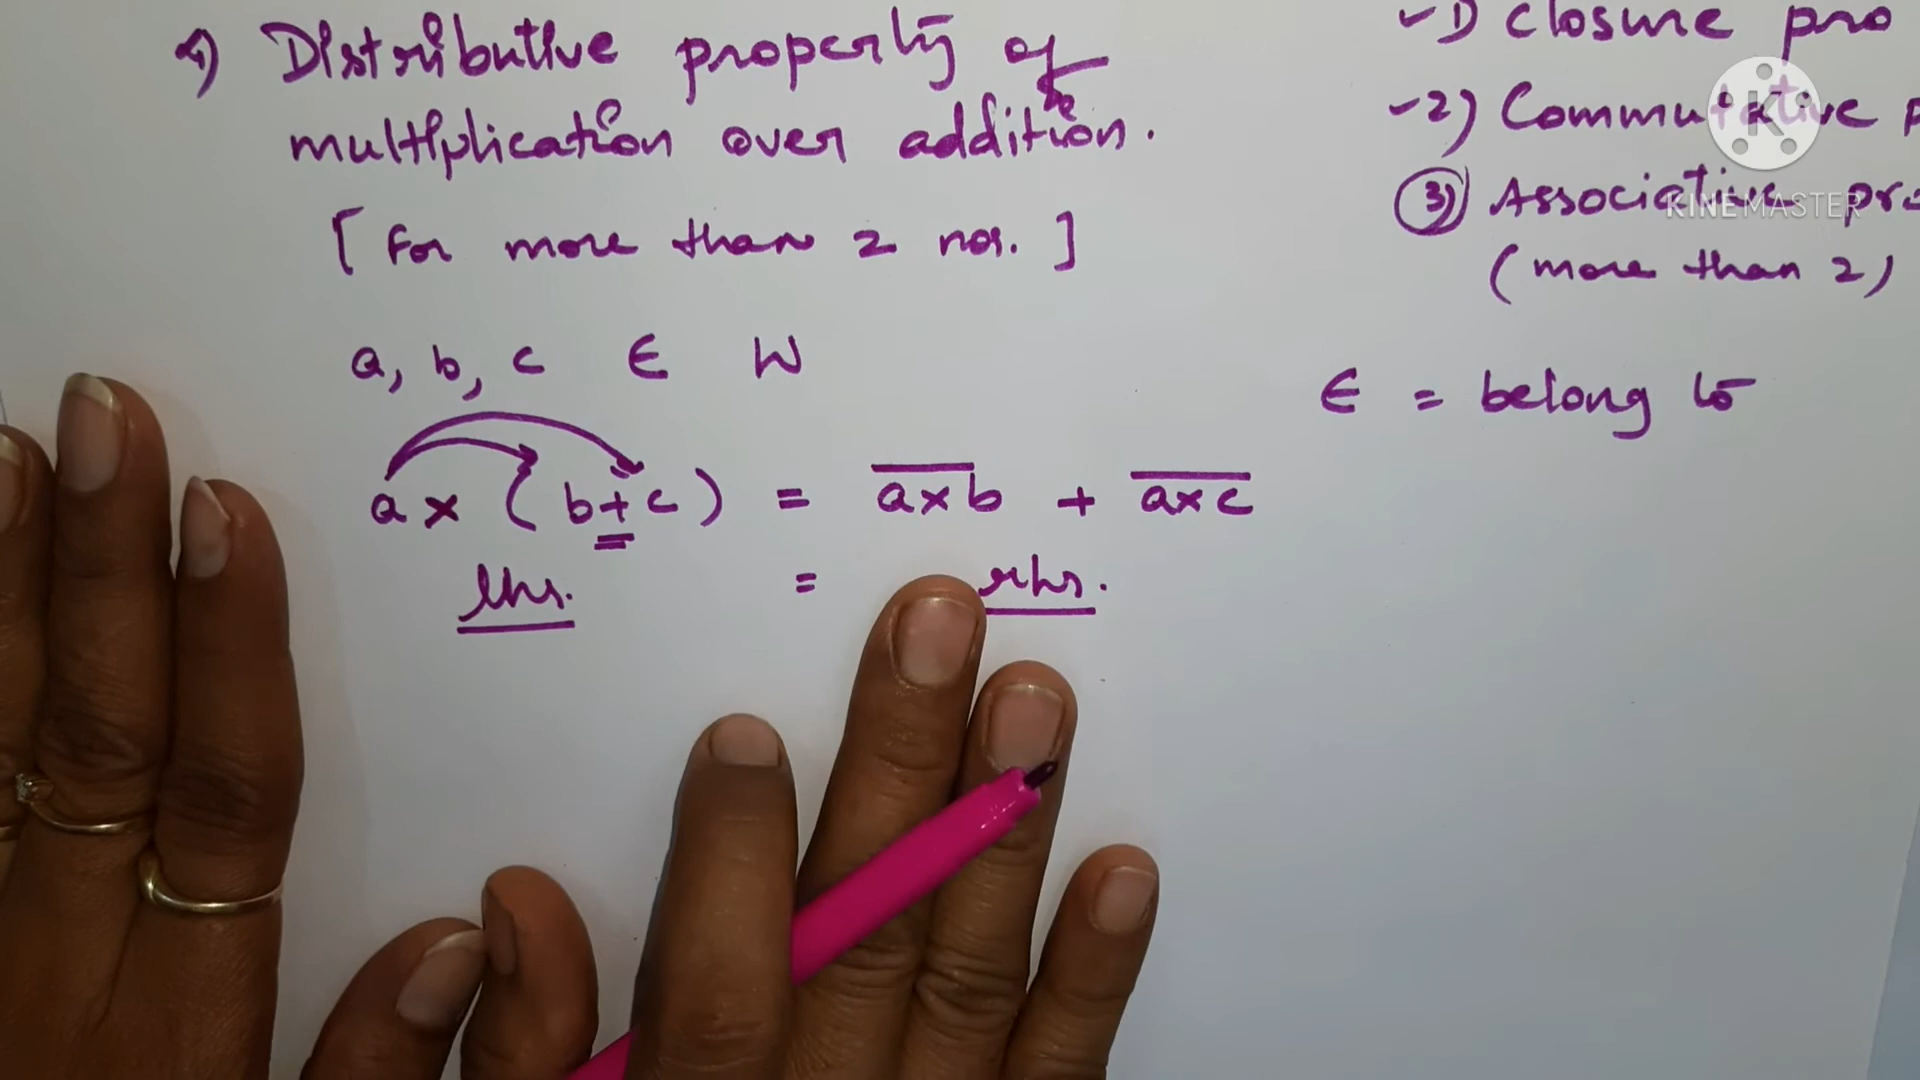 4) Distributive property of
multiplication over addition.
[For more than 2 nos.]
a, b, c ∈ W
a × (b+c) = a×b + a×c
lhs. = rhs.
1) Closure pro
2) Commutative p
3) Associative pro
(more than 2)
∈ = belong to
K
KINEMASTER